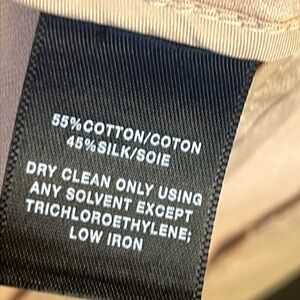 55%COTTON/COTON
45%SILK/SOIE
DRY CLEAN ONLY USING
ANY SOLVENT EXCEPT
TRICHLOROETHYLENE;
LOW IRON